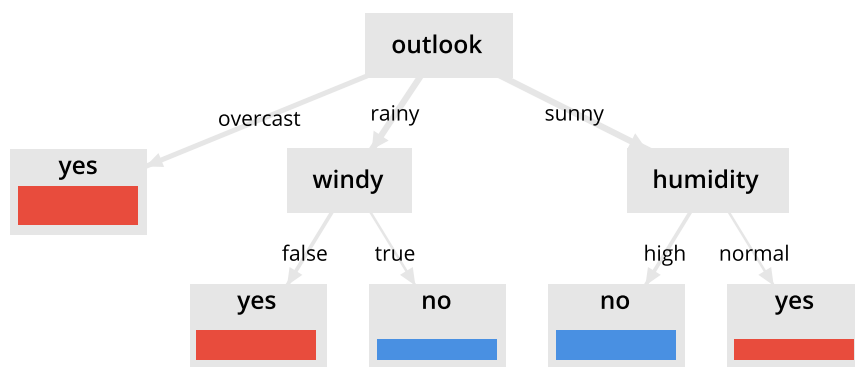 outlook
overcast
rainy
sunny
yes
windy
humidity
false
true
high
normal
yes
no
no
yes